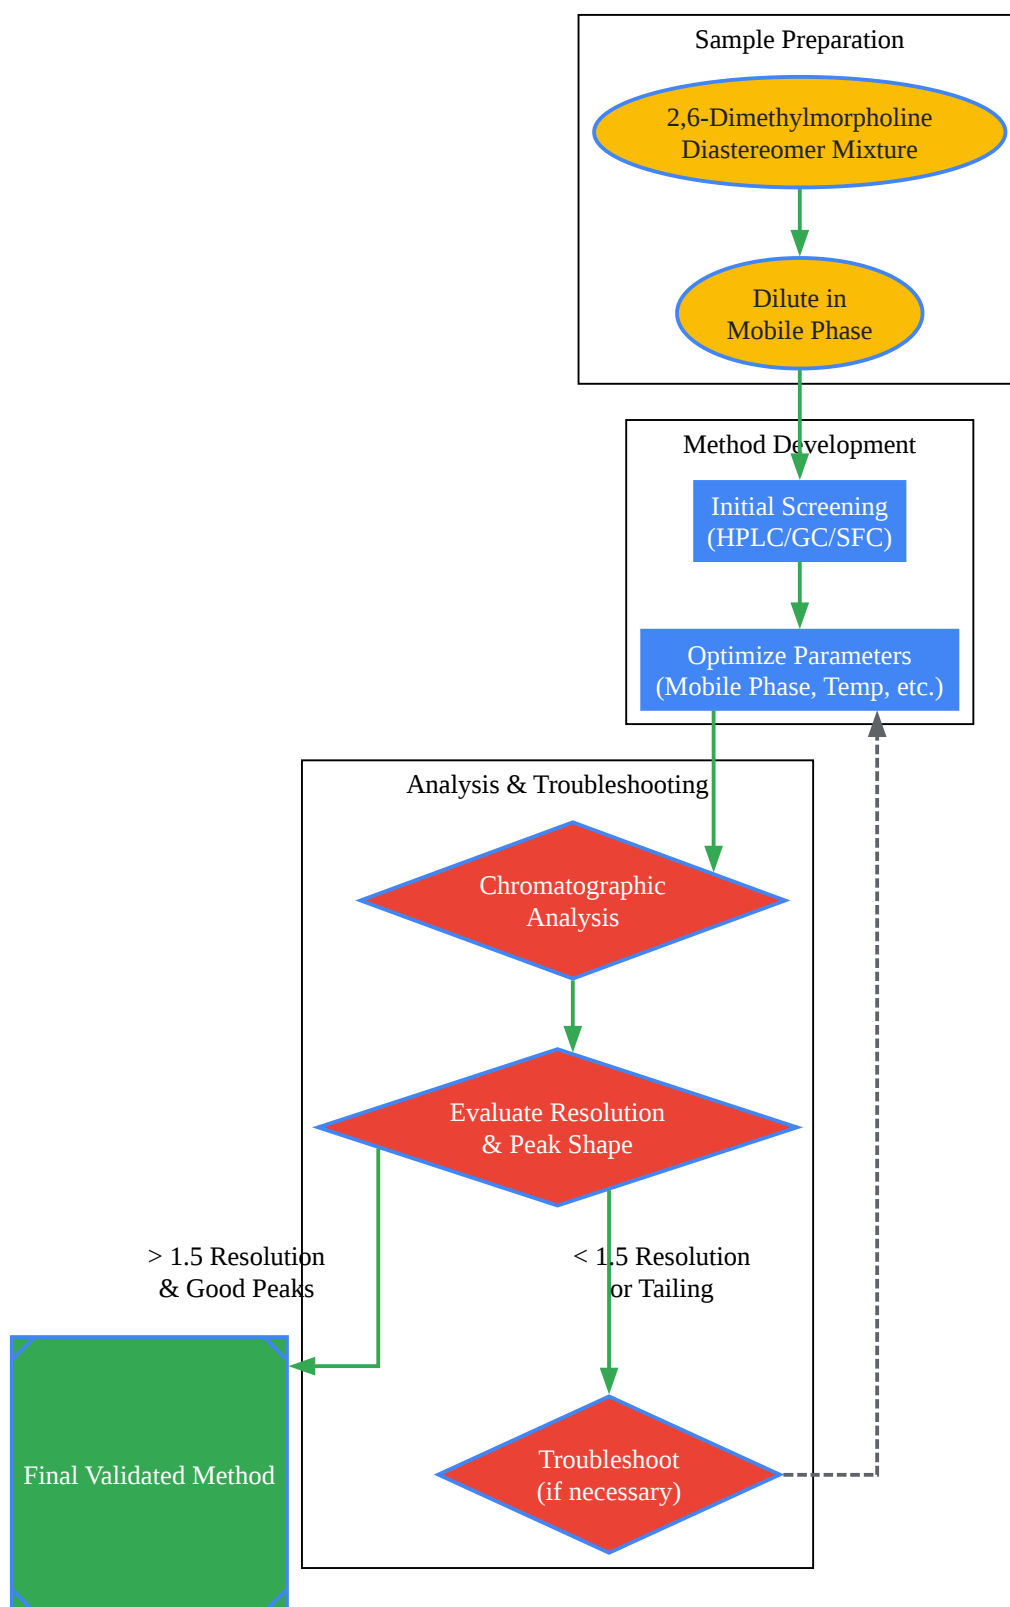 Sample Preparation
2,6-Dimethylmorpholine
Diastereomer Mixture
Dilute in
Mobile Phase
Method Development
Initial Screening
(HPLC/GC/SFC)
Optimize Parameters
(Mobile Phase, Temp, etc.)
Analysis & Troubleshooting
Chromatographic
Analysis
Evaluate Resolution
& Peak Shape
> 1.5 Resolution
& Good Peaks
< 1.5 Resolution
or Tailing
Troubleshoot
(if necessary)
Final Validated Method